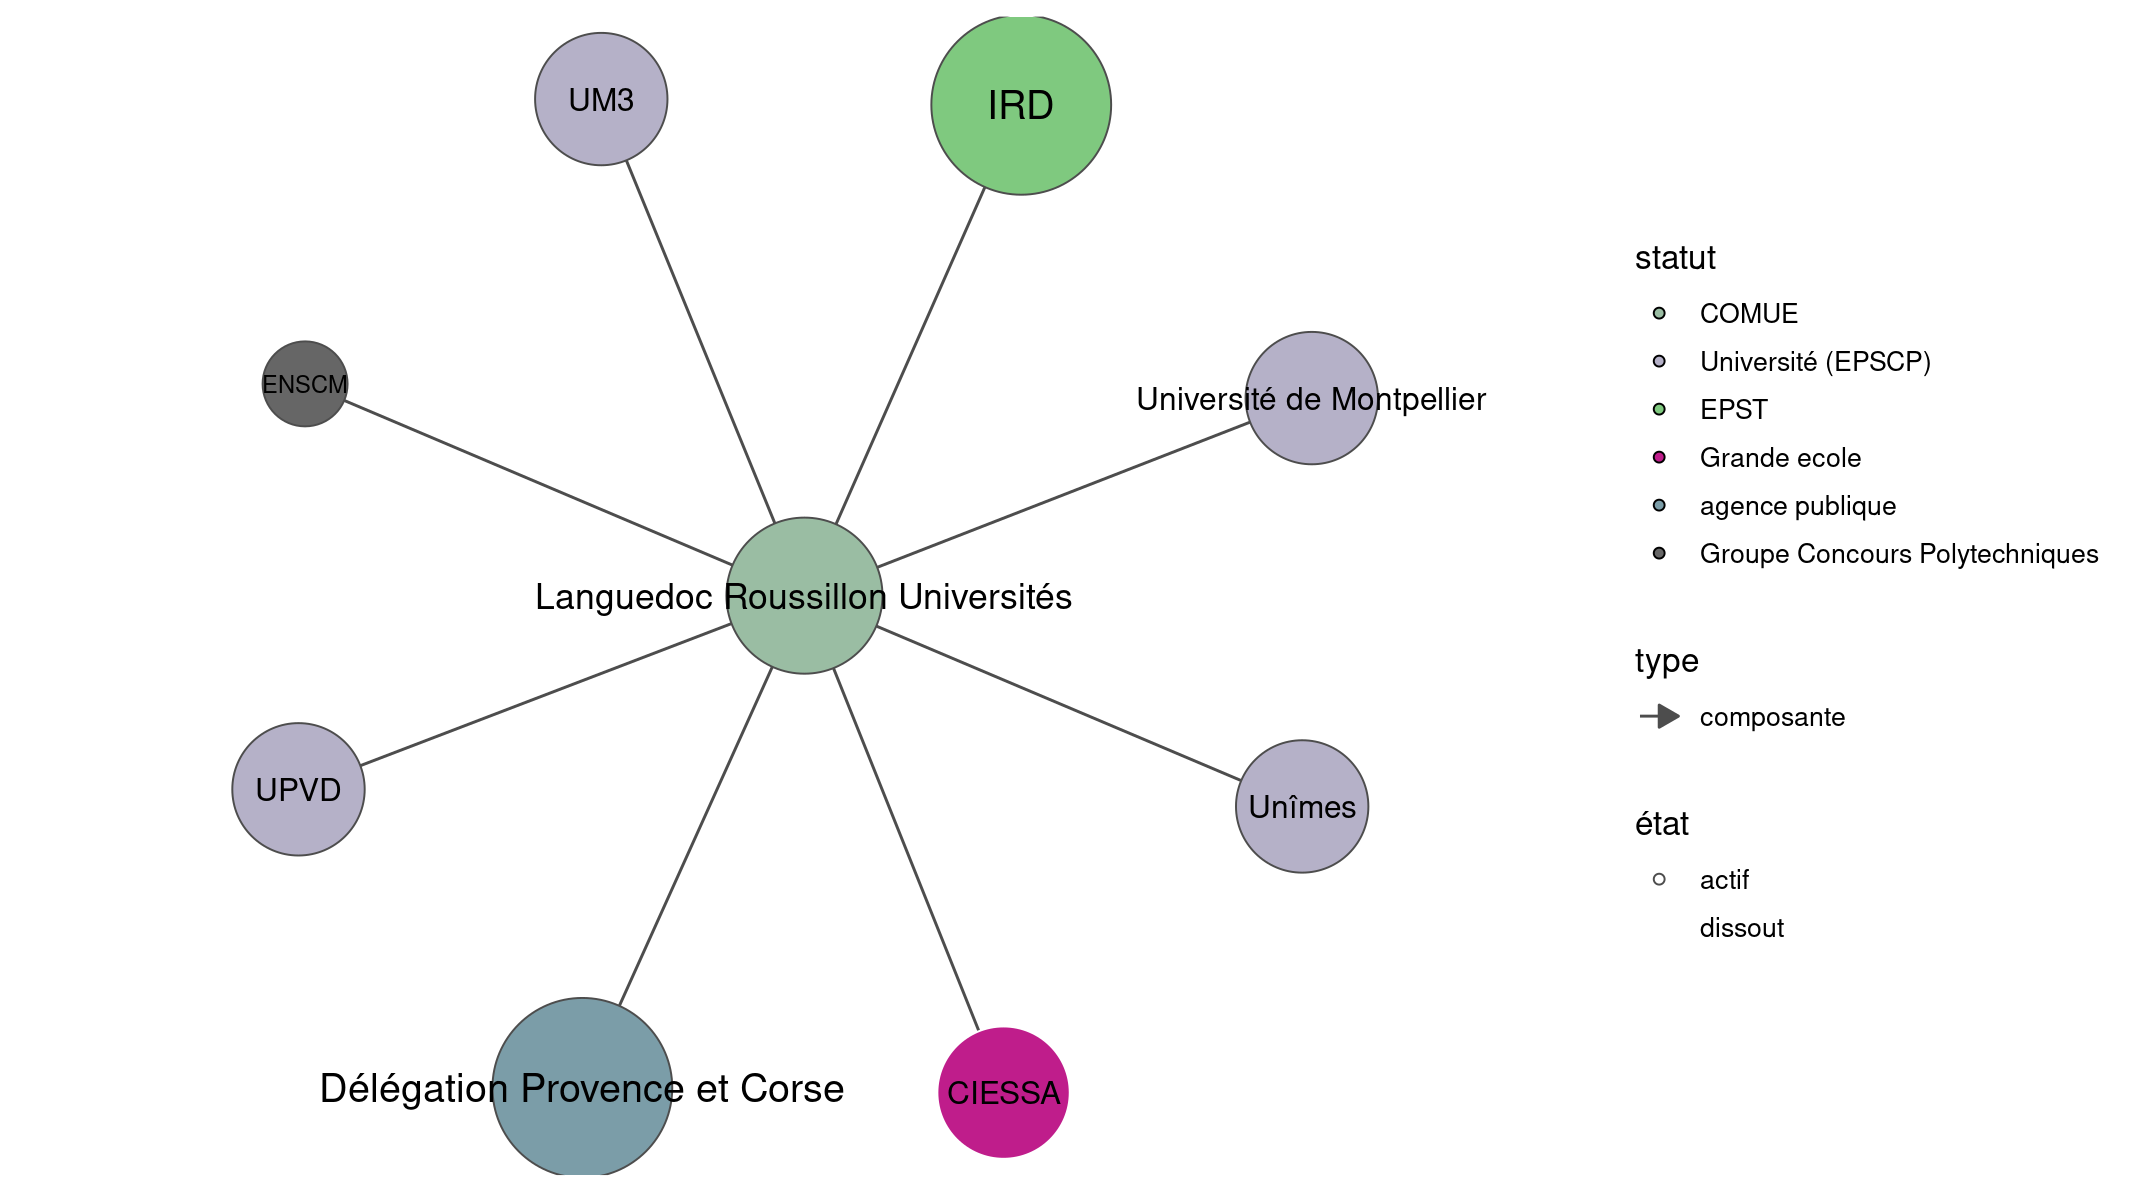 UM3
IRD
ENSCM
Université de Montpellier
Languedoc Roussillon Universités
UPVD
Unîmes
Délégation Provence et Corse
CIESSA
statut
COMUE
Université (EPSCP)
EPST
Grande ecole
agence publique
Groupe Concours Polytechniques
type
composante
état
actif
dissout